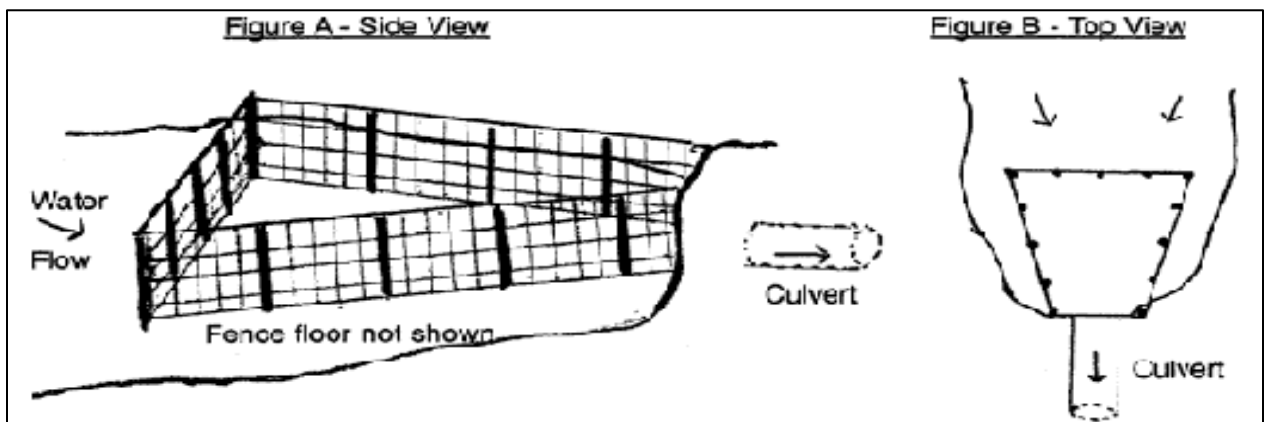 Figure A - Side View
Figure B - Top View
Water
Flow
Culvert
Fence floor not shown
Culvert